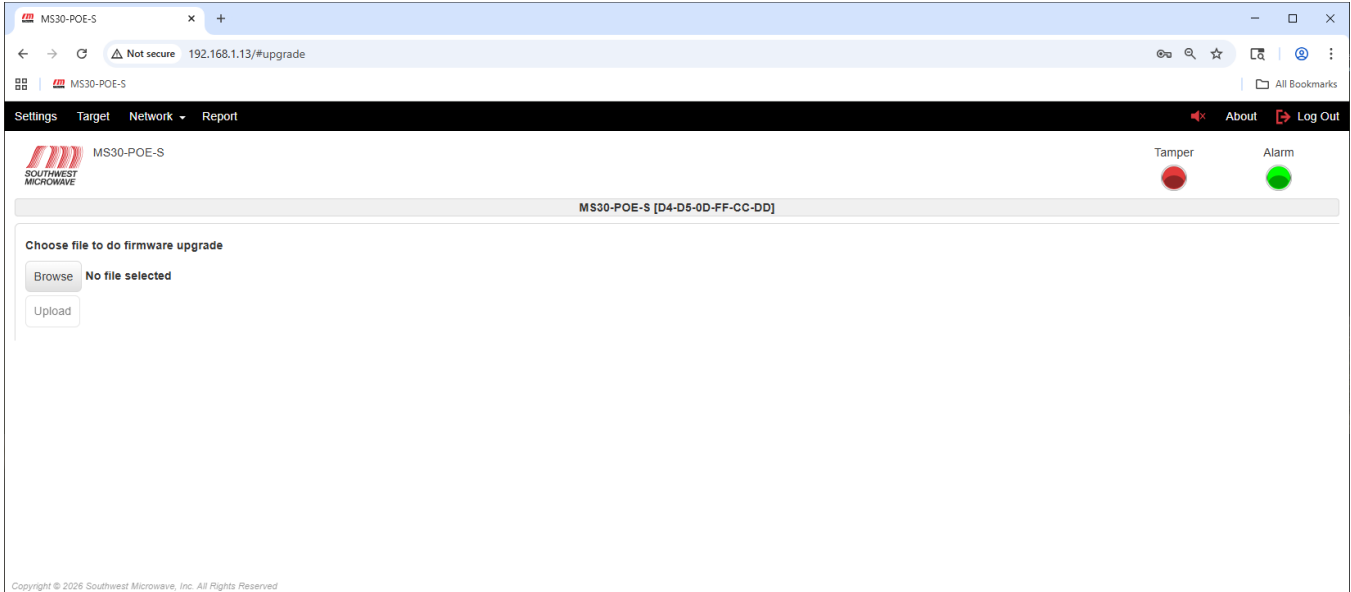 MS30-POE-S
Not secure 192.168.1.13/#upgrade
MS30-POE-S All Bookmarks
Settings Target Network Report About Log Out
MS30-POE-S Tamper Alarm
SOUTHWEST
MICROWAVE
MS30-POE-S [D4-D5-0D-FF-CC-DD]
Choose file to do firmware upgrade
Browse No file selected
Upload
Copyright © 2026 Southwest Microwave, Inc. All Rights Reserved